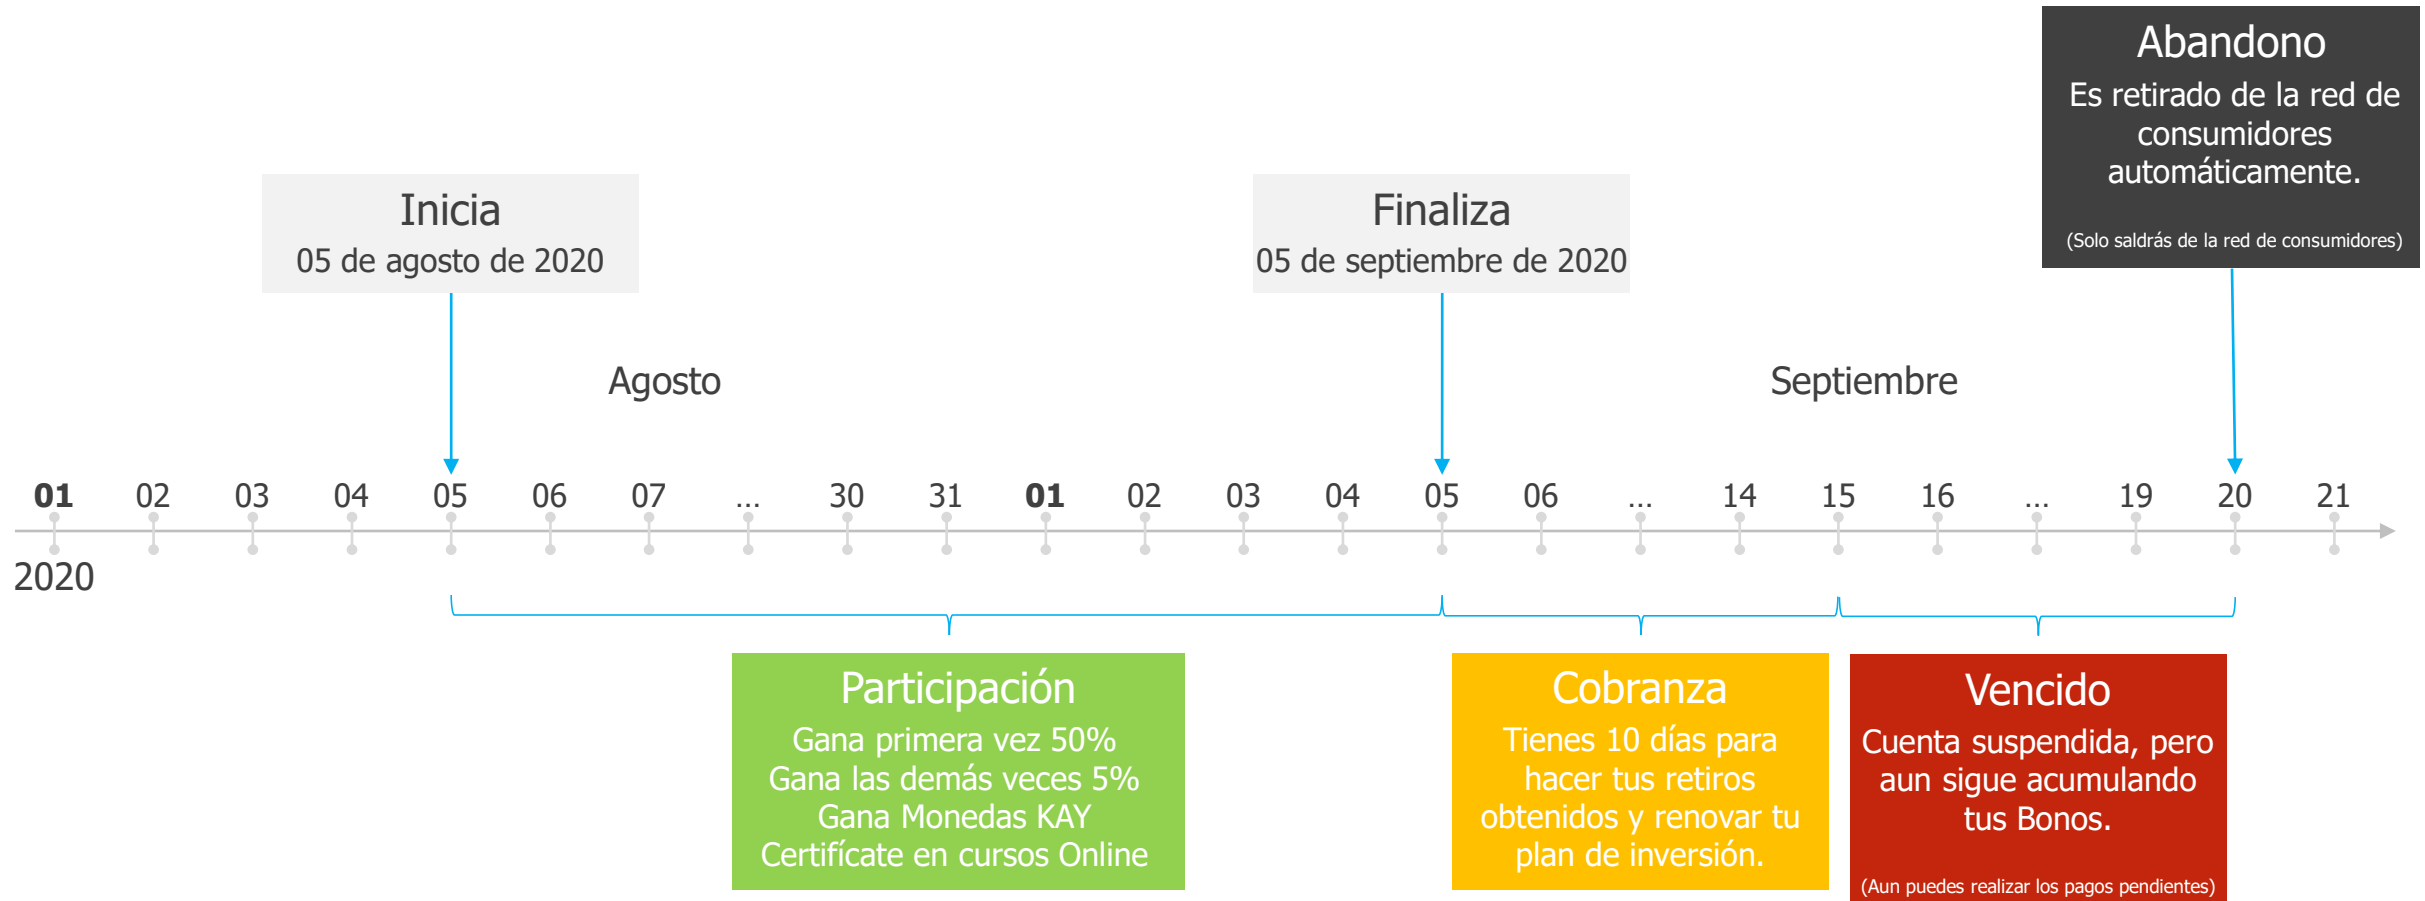 Abandono
Es retirado de la red de
consumidores
automáticamente.
(Solo saldrás de la red de consumidores)
Inicia
05 de agosto de 2020
Finaliza
05 de septiembre de 2020
Agosto
Septiembre
01 02 03 04 05 06 07 ... 30 31 01 02 03 04 05 06 ... 14 15 16 ... 19 20 21
2020
Participación
Gana primera vez 50%
Gana las demás veces 5%
Gana Monedas KAY
Certifícate en cursos Online
Cobranza
Tienes 10 días para
hacer tus retiros
obtenidos y renovar tu
plan de inversión.
Vencido
Cuenta suspendida, pero
aun sigue acumulando
tus Bonos.
(Aun puedes realizar los pagos pendientes)